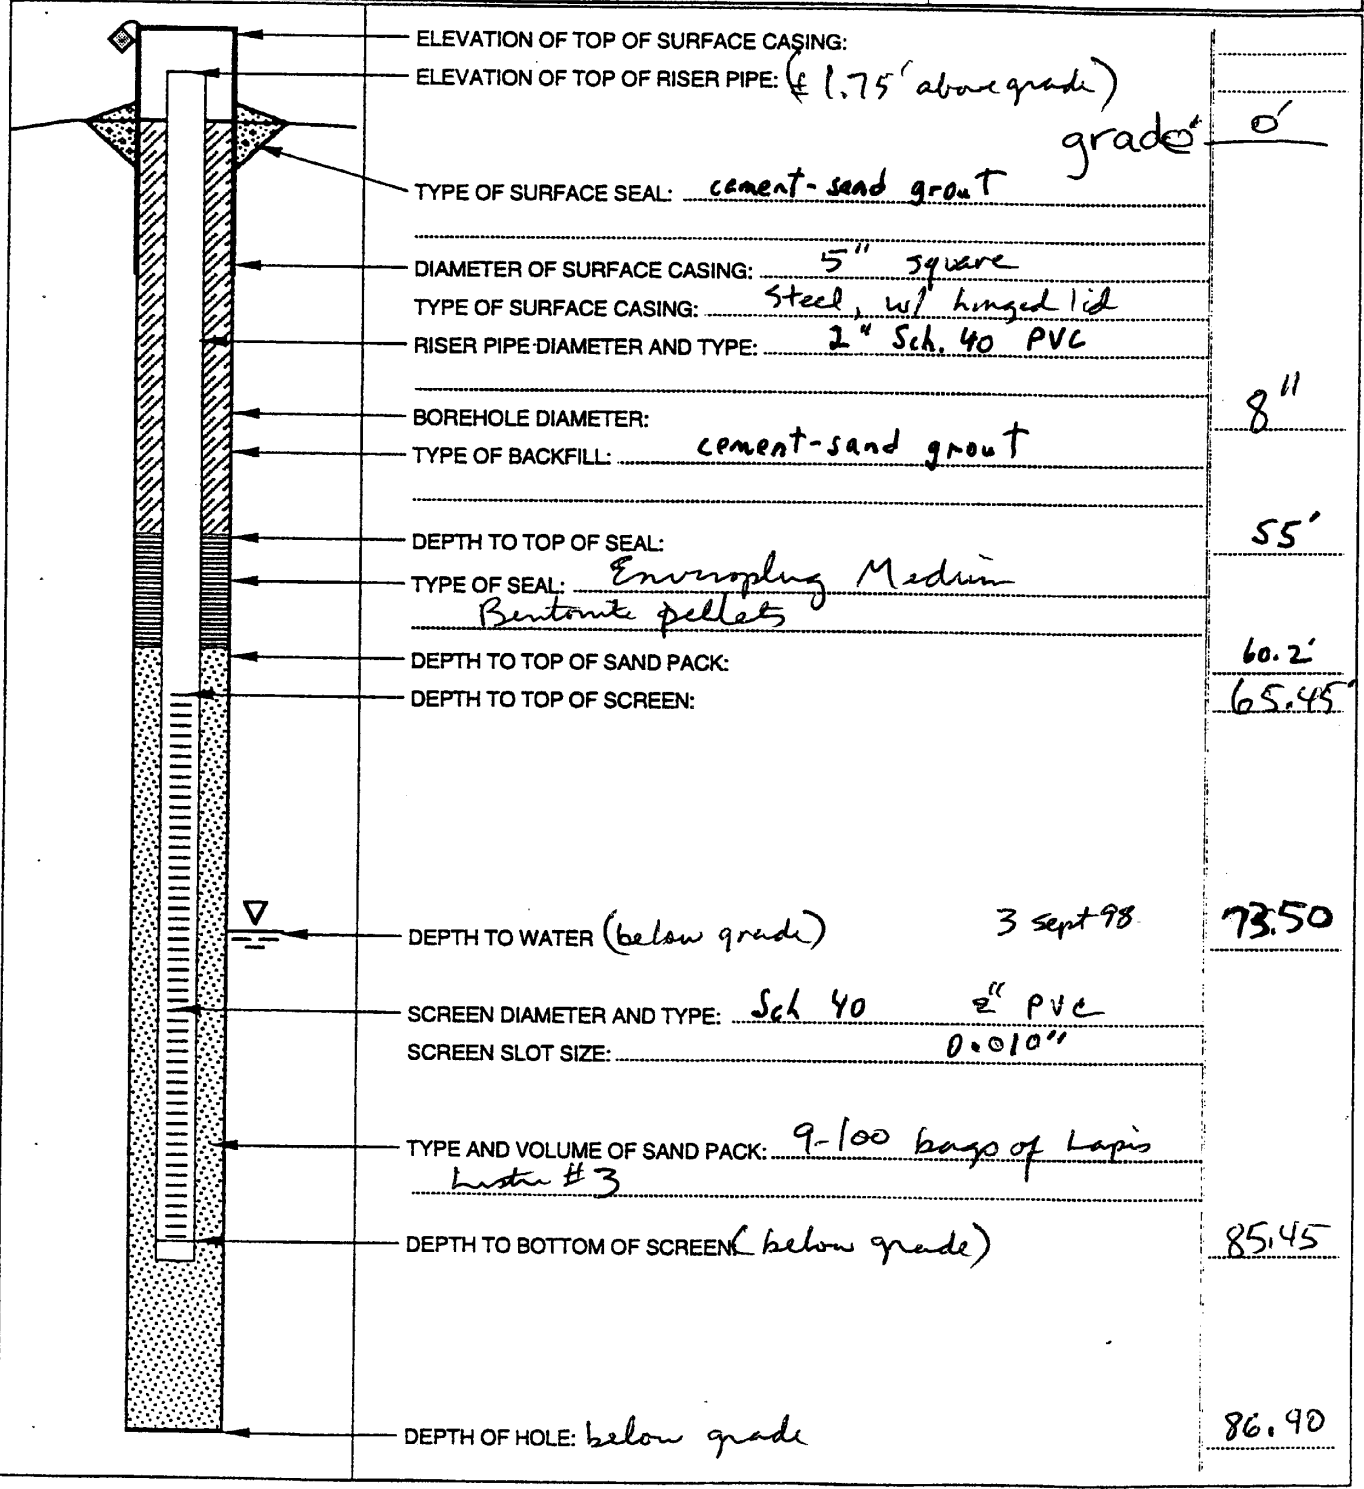 ELEVATION OF TOP OF SURFACE CASING:
ELEVATION OF TOP OF RISER PIPE: (± 1.75' above grade)
grade 0'
TYPE OF SURFACE SEAL: cement-sand grout
DIAMETER OF SURFACE CASING: 5" square
TYPE OF SURFACE CASING: Steel, w/ hinged lid
RISER PIPE DIAMETER AND TYPE: 2" Sch. 40 PVC
BOREHOLE DIAMETER: 8"
TYPE OF BACKFILL: cement-sand grout
DEPTH TO TOP OF SEAL: 55'
TYPE OF SEAL: Enviroplug Medium
Bentonite pellets
DEPTH TO TOP OF SAND PACK: 60.2'
DEPTH TO TOP OF SCREEN: 65.45'
DEPTH TO WATER (below grade) 3 Sept 98 73.50
SCREEN DIAMETER AND TYPE: Sch 40 2" PVC
SCREEN SLOT SIZE: 0.010"
TYPE AND VOLUME OF SAND PACK: 9-100 bags of Lapis
Lustre #3
DEPTH TO BOTTOM OF SCREEN (below grade) 85.45
DEPTH OF HOLE: below grade 86.90